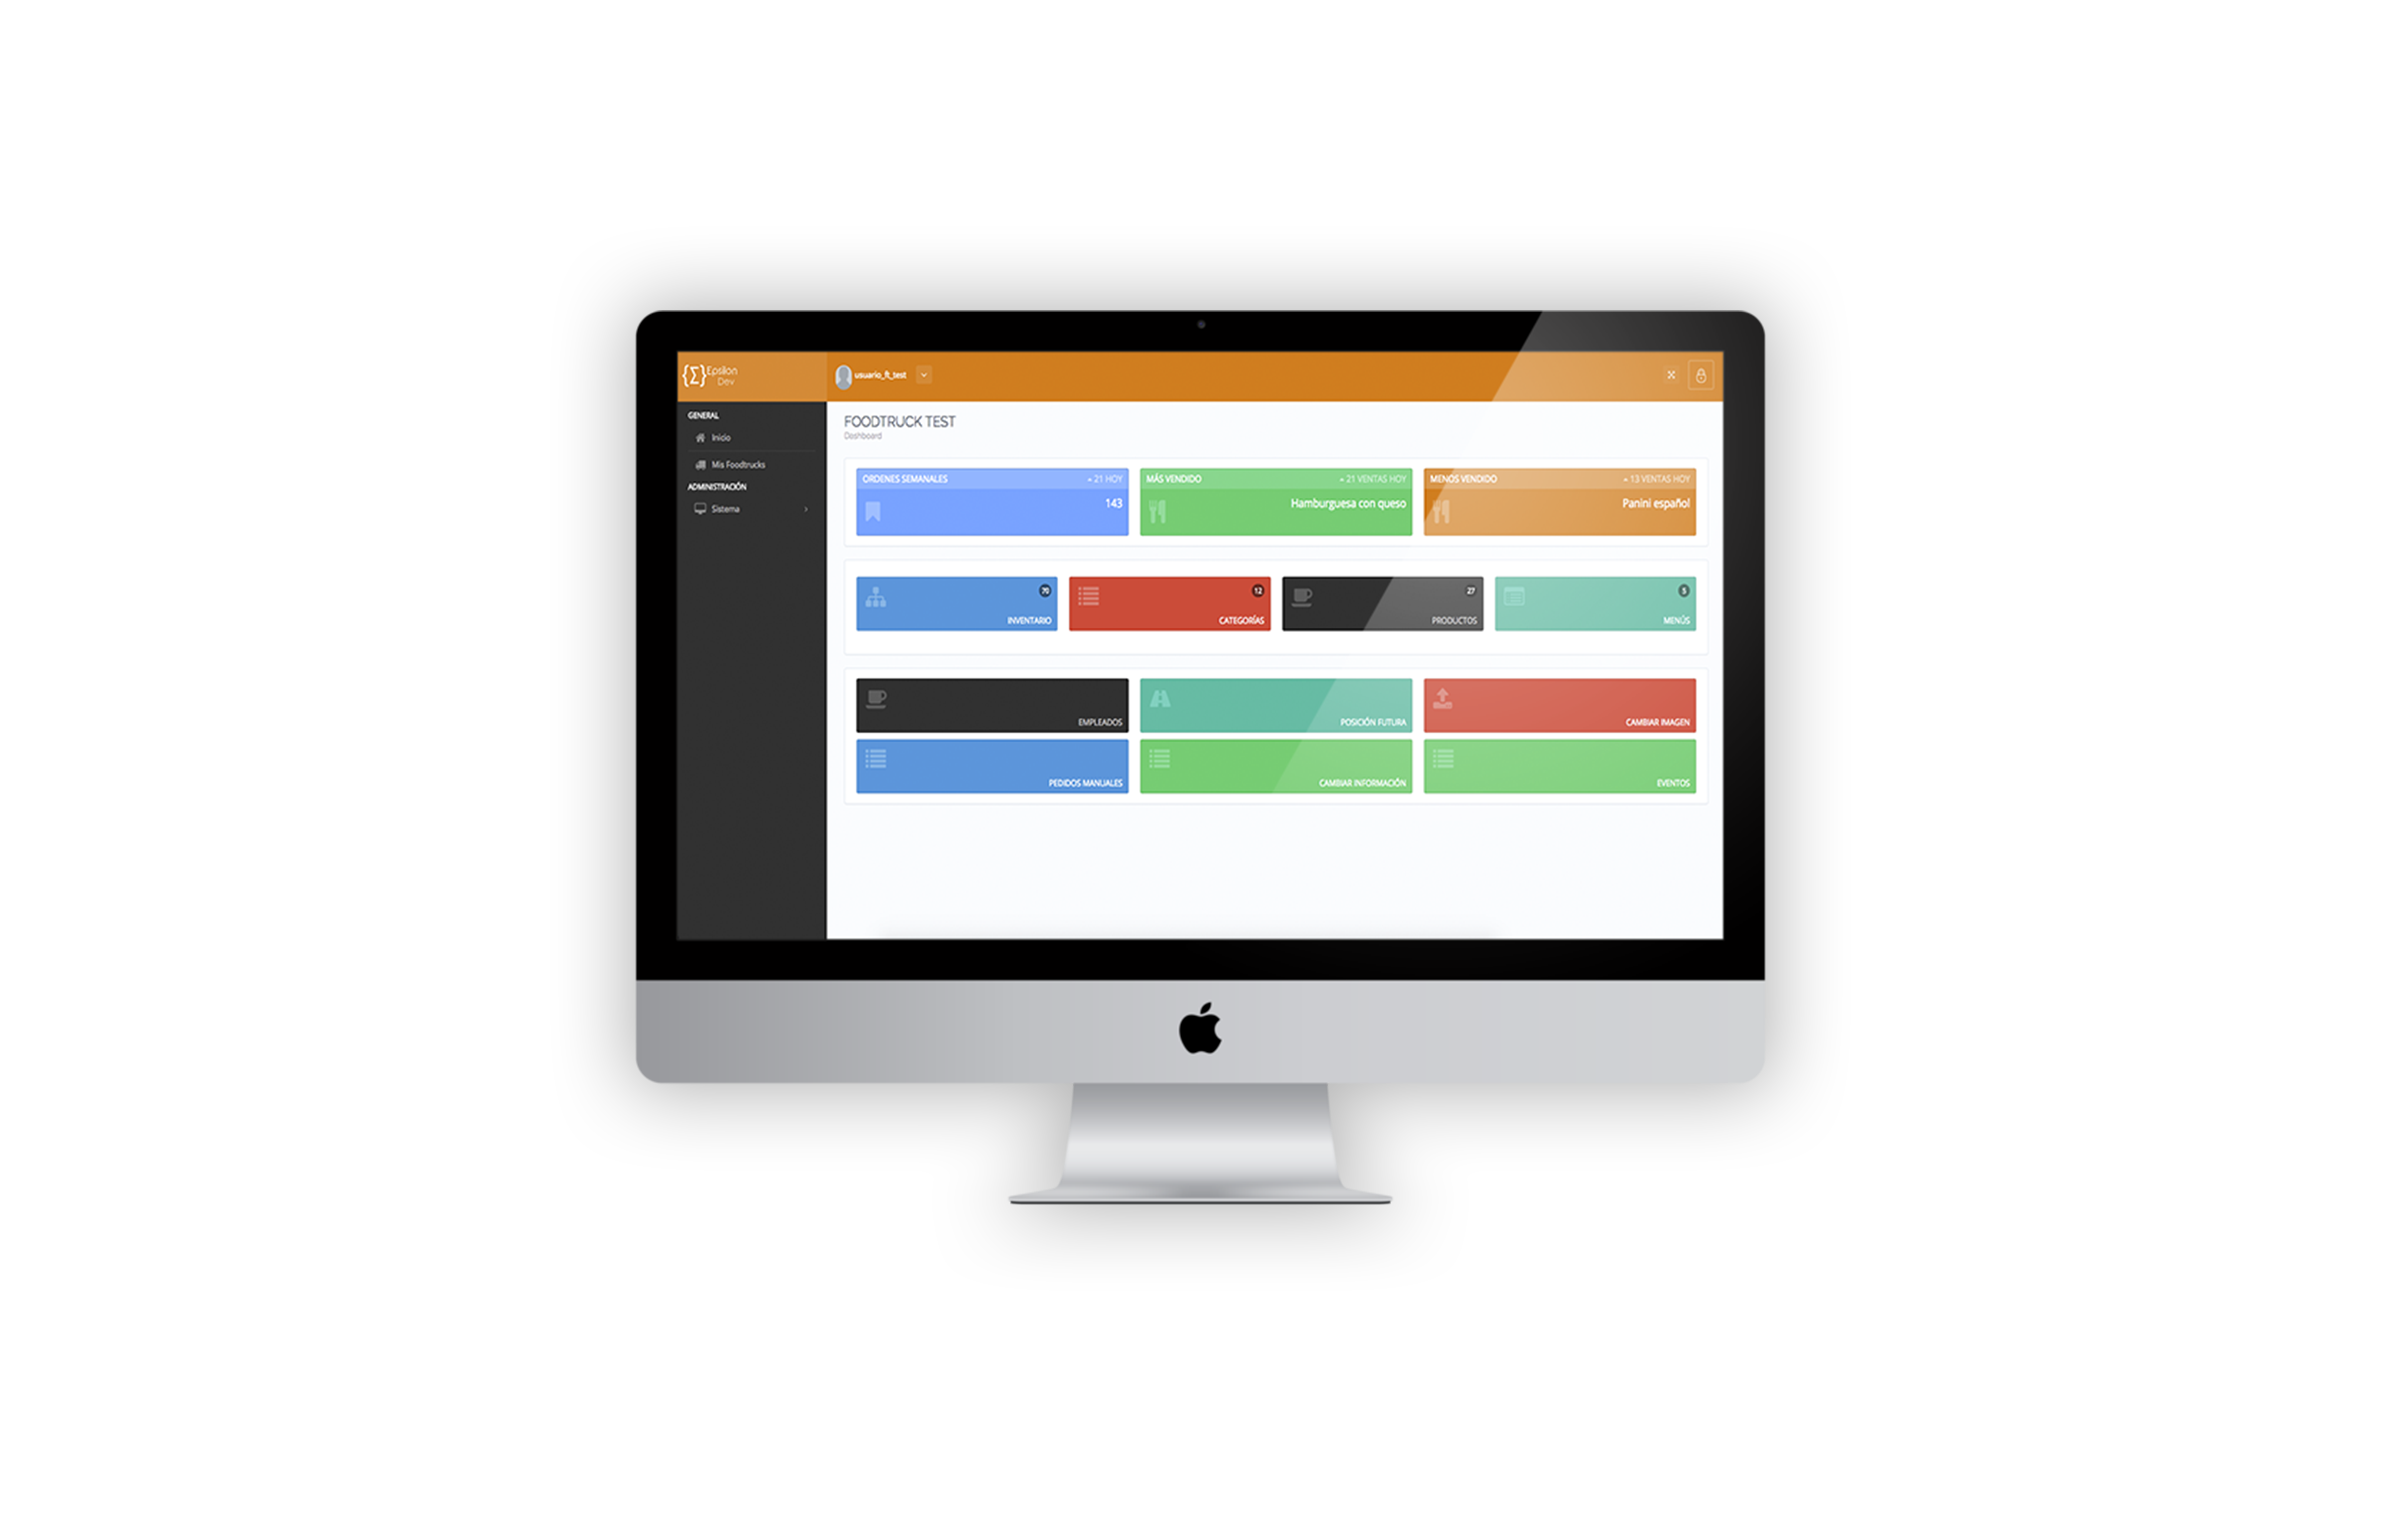 {Σ} Epsilon
Dev
usuario_ft_test
GENERAL
Inicio
Mis Foodtrucks
ADMINISTRACIÓN
Sistema
FOODTRUCK TEST
Dashboard
ORDENES SEMANALES
21 HOY
143
MÁS VENDIDO
21 VENTAS HOY
Hamburguesa con queso
MENOS VENDIDO
13 VENTAS HOY
Panini español
70
INVENTARIO
12
CATEGORÍAS
27
PRODUCTOS
5
MENÚS
EMPLEADOS
POSICIÓN FUTURA
CAMBIAR IMAGEN
PEDIDOS MANUALES
CAMBIAR INFORMACIÓN
EVENTOS